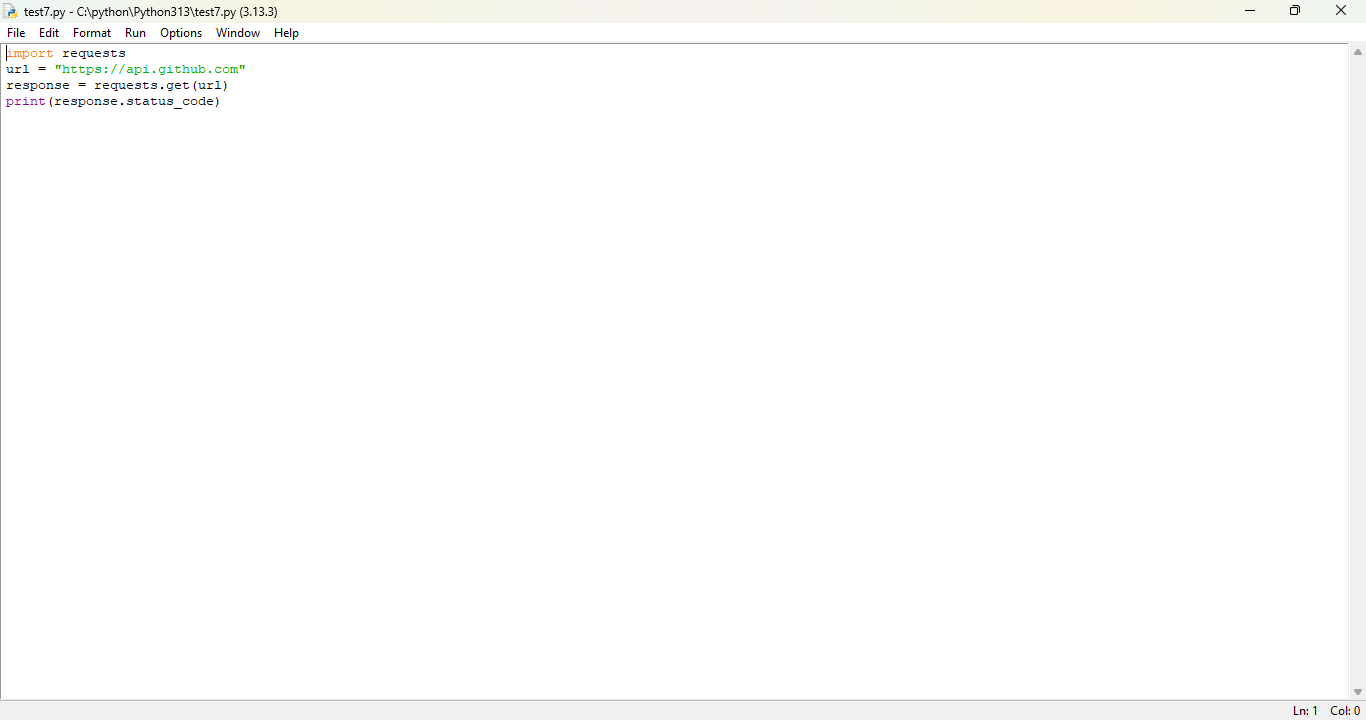 test7.py - C:\python\Python313\test7.py (3.13.3)
File Edit Format Run Options Window Help
import requests
url = "https://api.github.com"
response = requests.get(url)
print(response.status_code)
Ln: 1 Col: 0